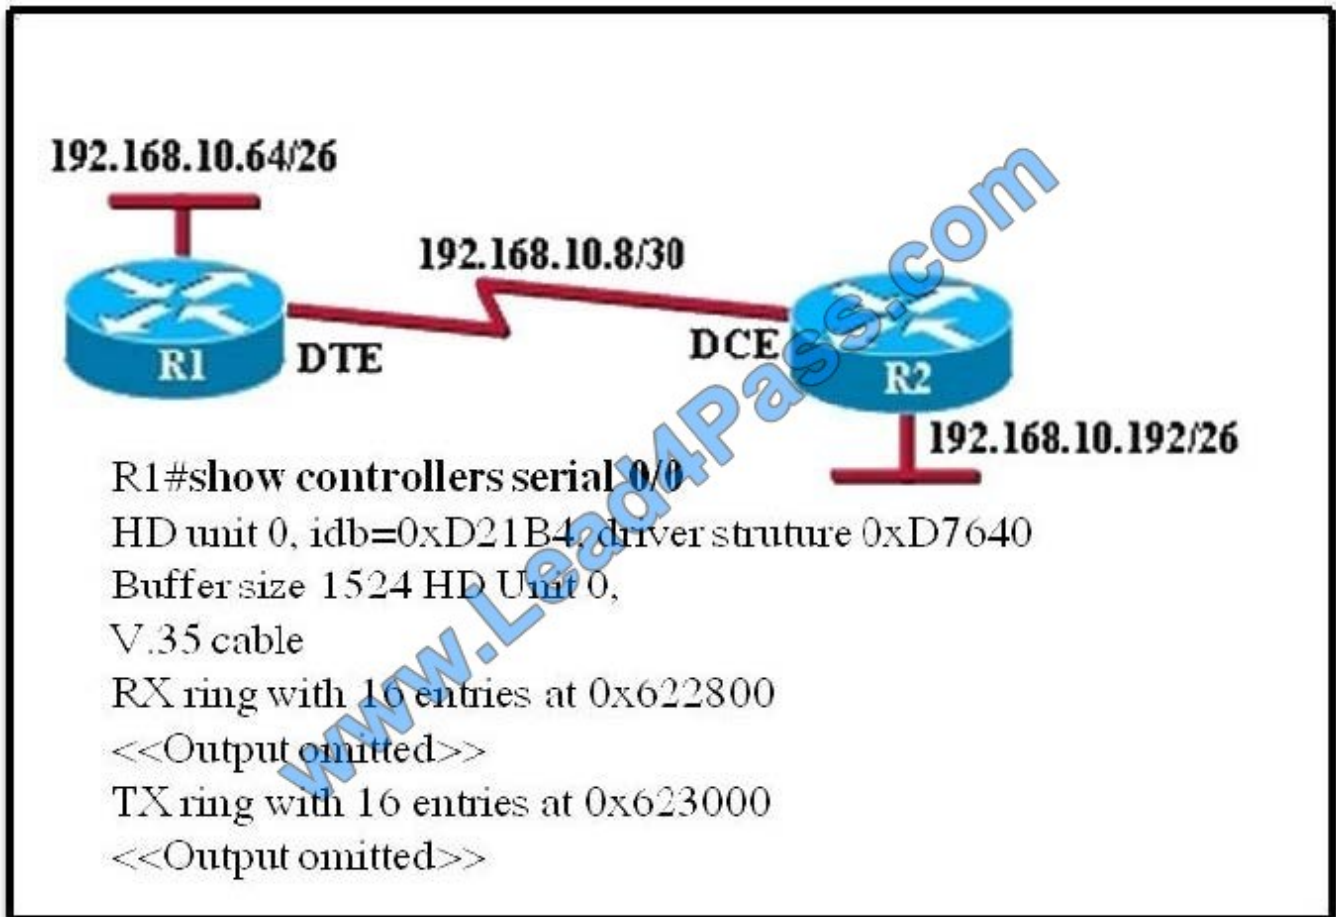 192.168.10.64/26
192.168.10.8/30
R1
DTE
DCE
R2
192.168.10.192/26
R1#show controllers serial 0/0
HD unit 0, idb=0xD21B4, driver struture 0xD7640
Buffer size 1524 HD Unit 0,
V.35 cable
RX ring with 16 entries at 0x622800
<<Output omitted>>
TX ring with 16 entries at 0x623000
<<Output omitted>>
www.Lead4Pass.com